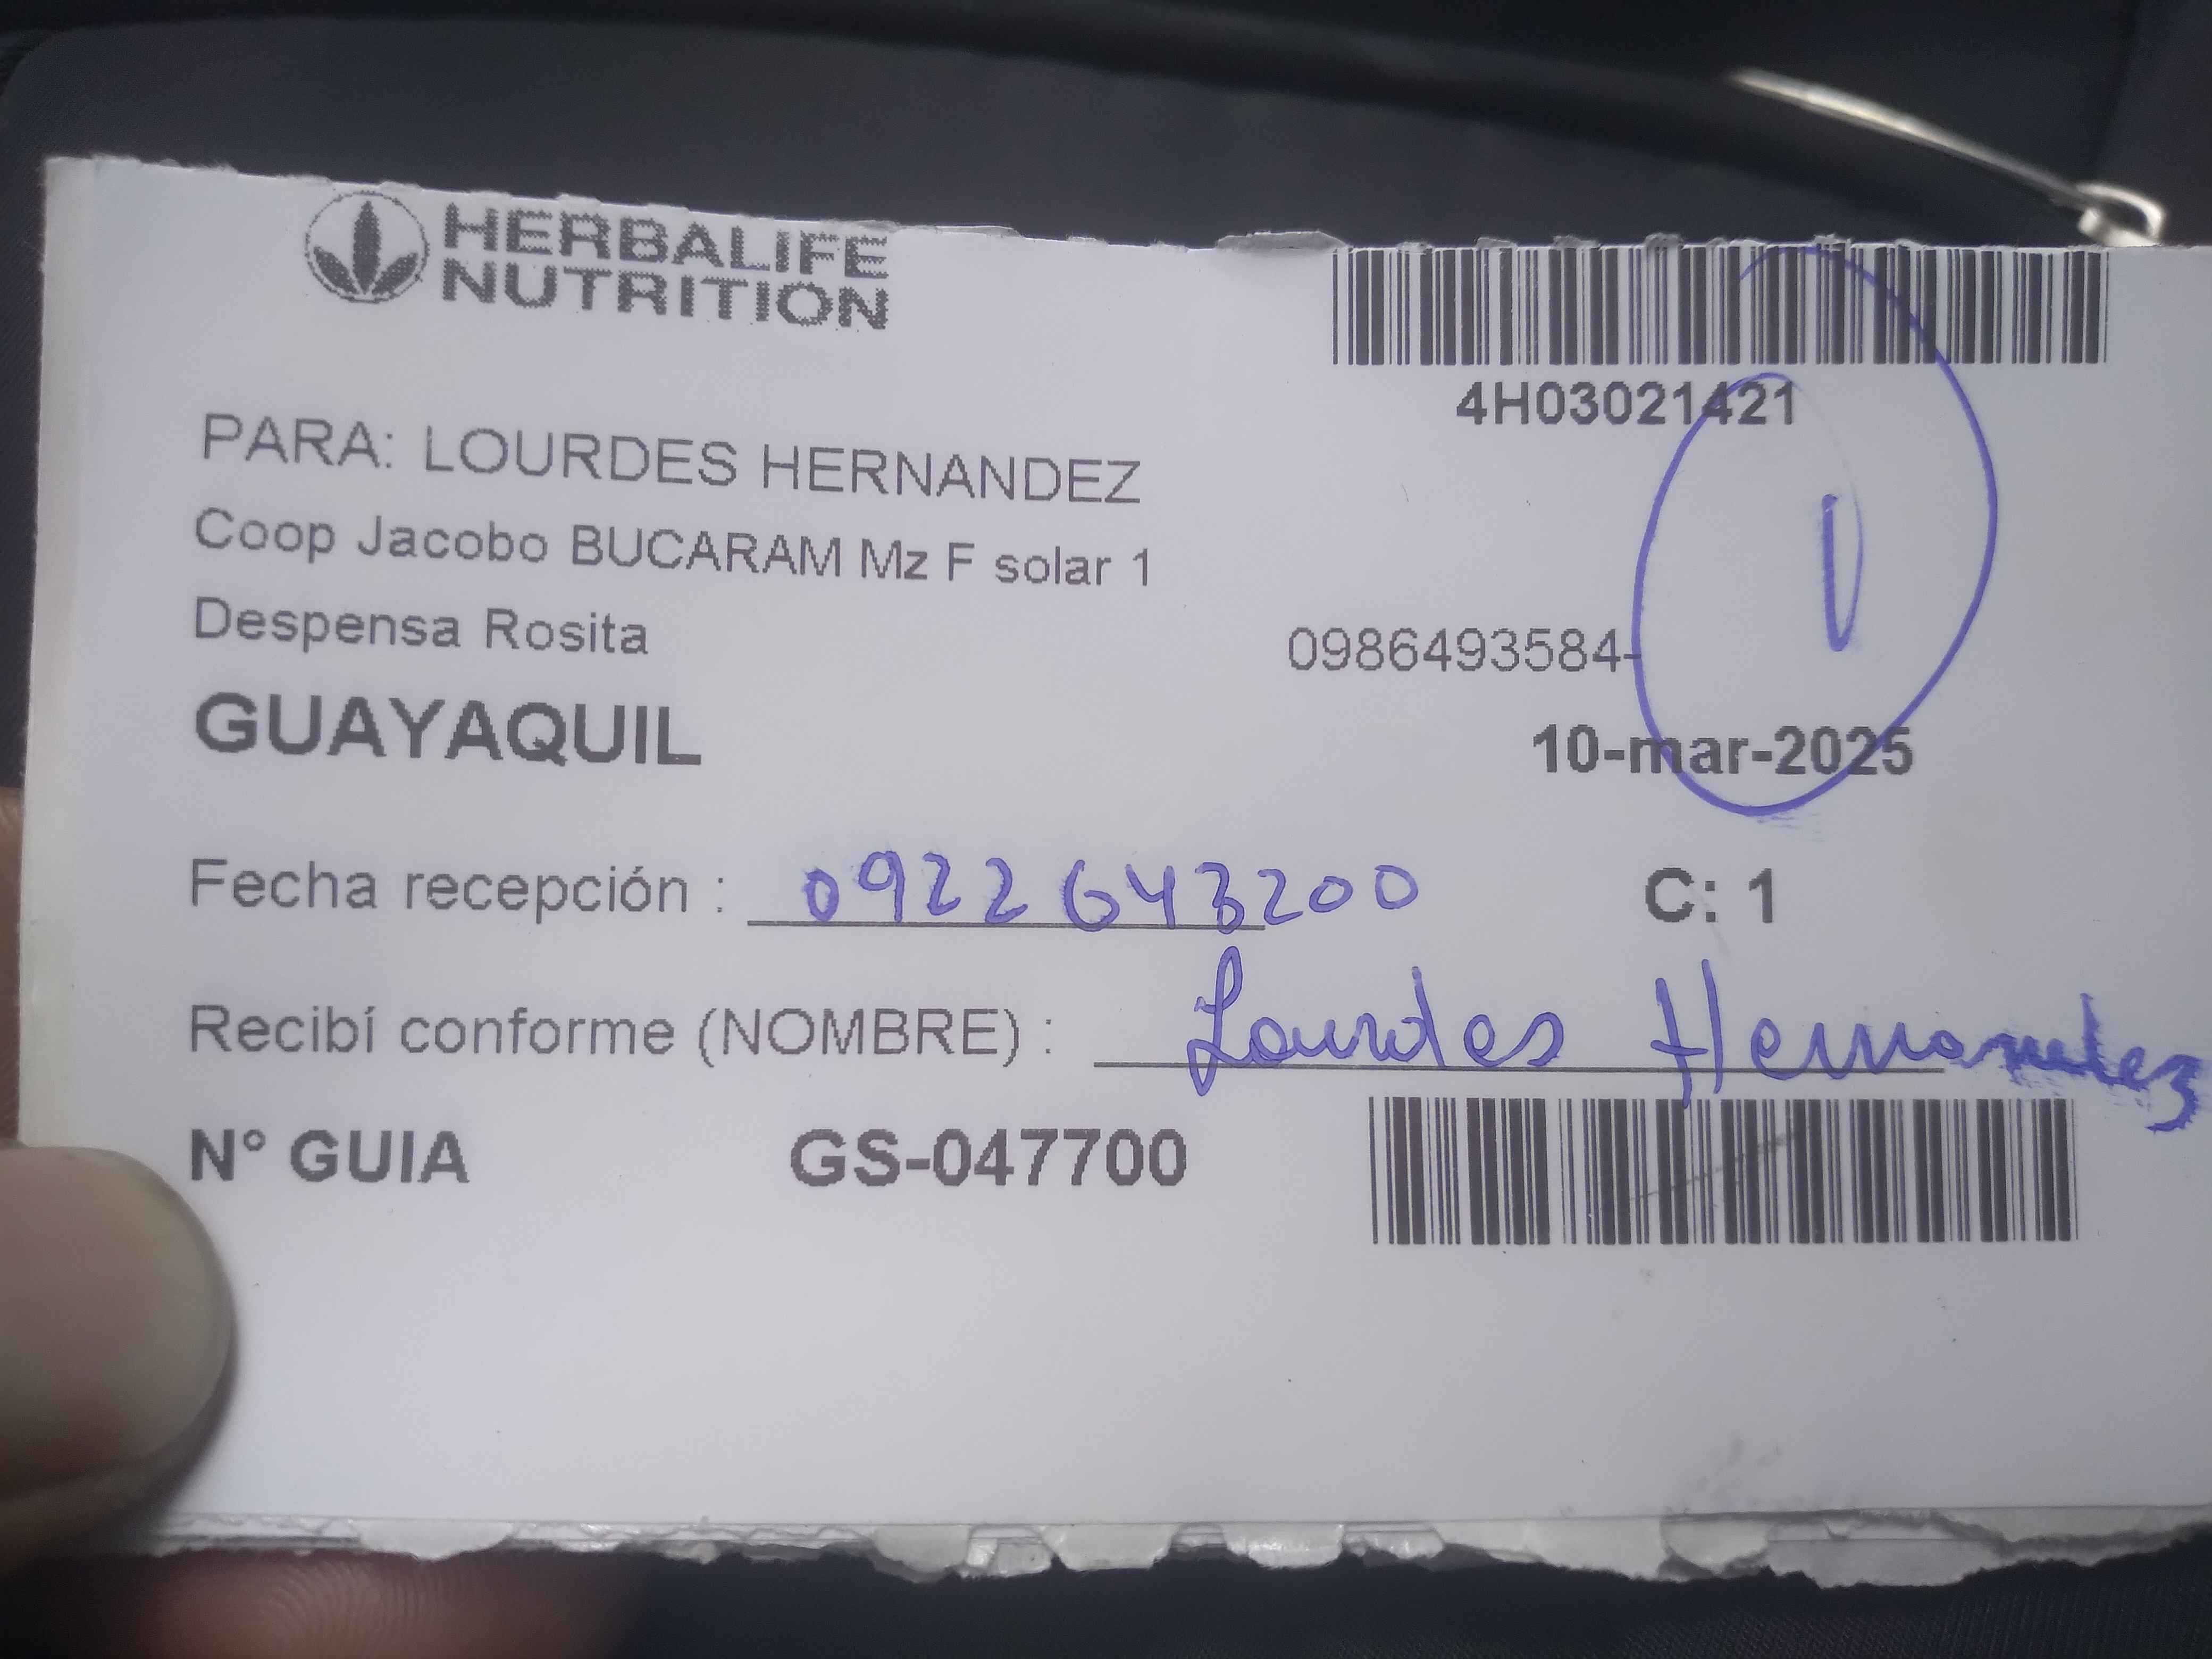 HERBALIFE
NUTRITION
4H03021421
PARA: LOURDES HERNANDEZ
Coop Jacobo BUCARAM Mz F solar 1
Despensa Rosita
0986493584-
1
GUAYAQUIL
10-mar-2025
Fecha recepción : 0922643200
C: 1
Recibí conforme (NOMBRE) : Lourdes Hernandez
N° GUIA GS-047700